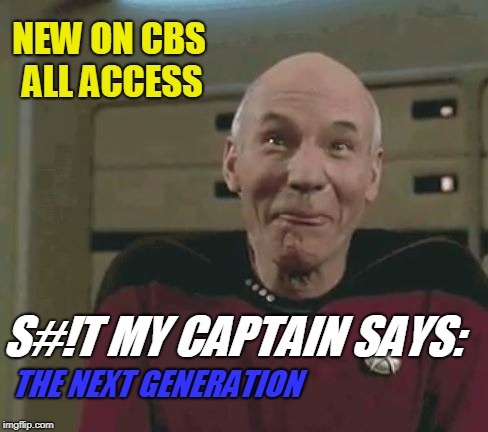 NEW ON CBS
ALL ACCESS
S#!T MY CAPTAIN SAYS:
THE NEXT GENERATION
imgflip.com